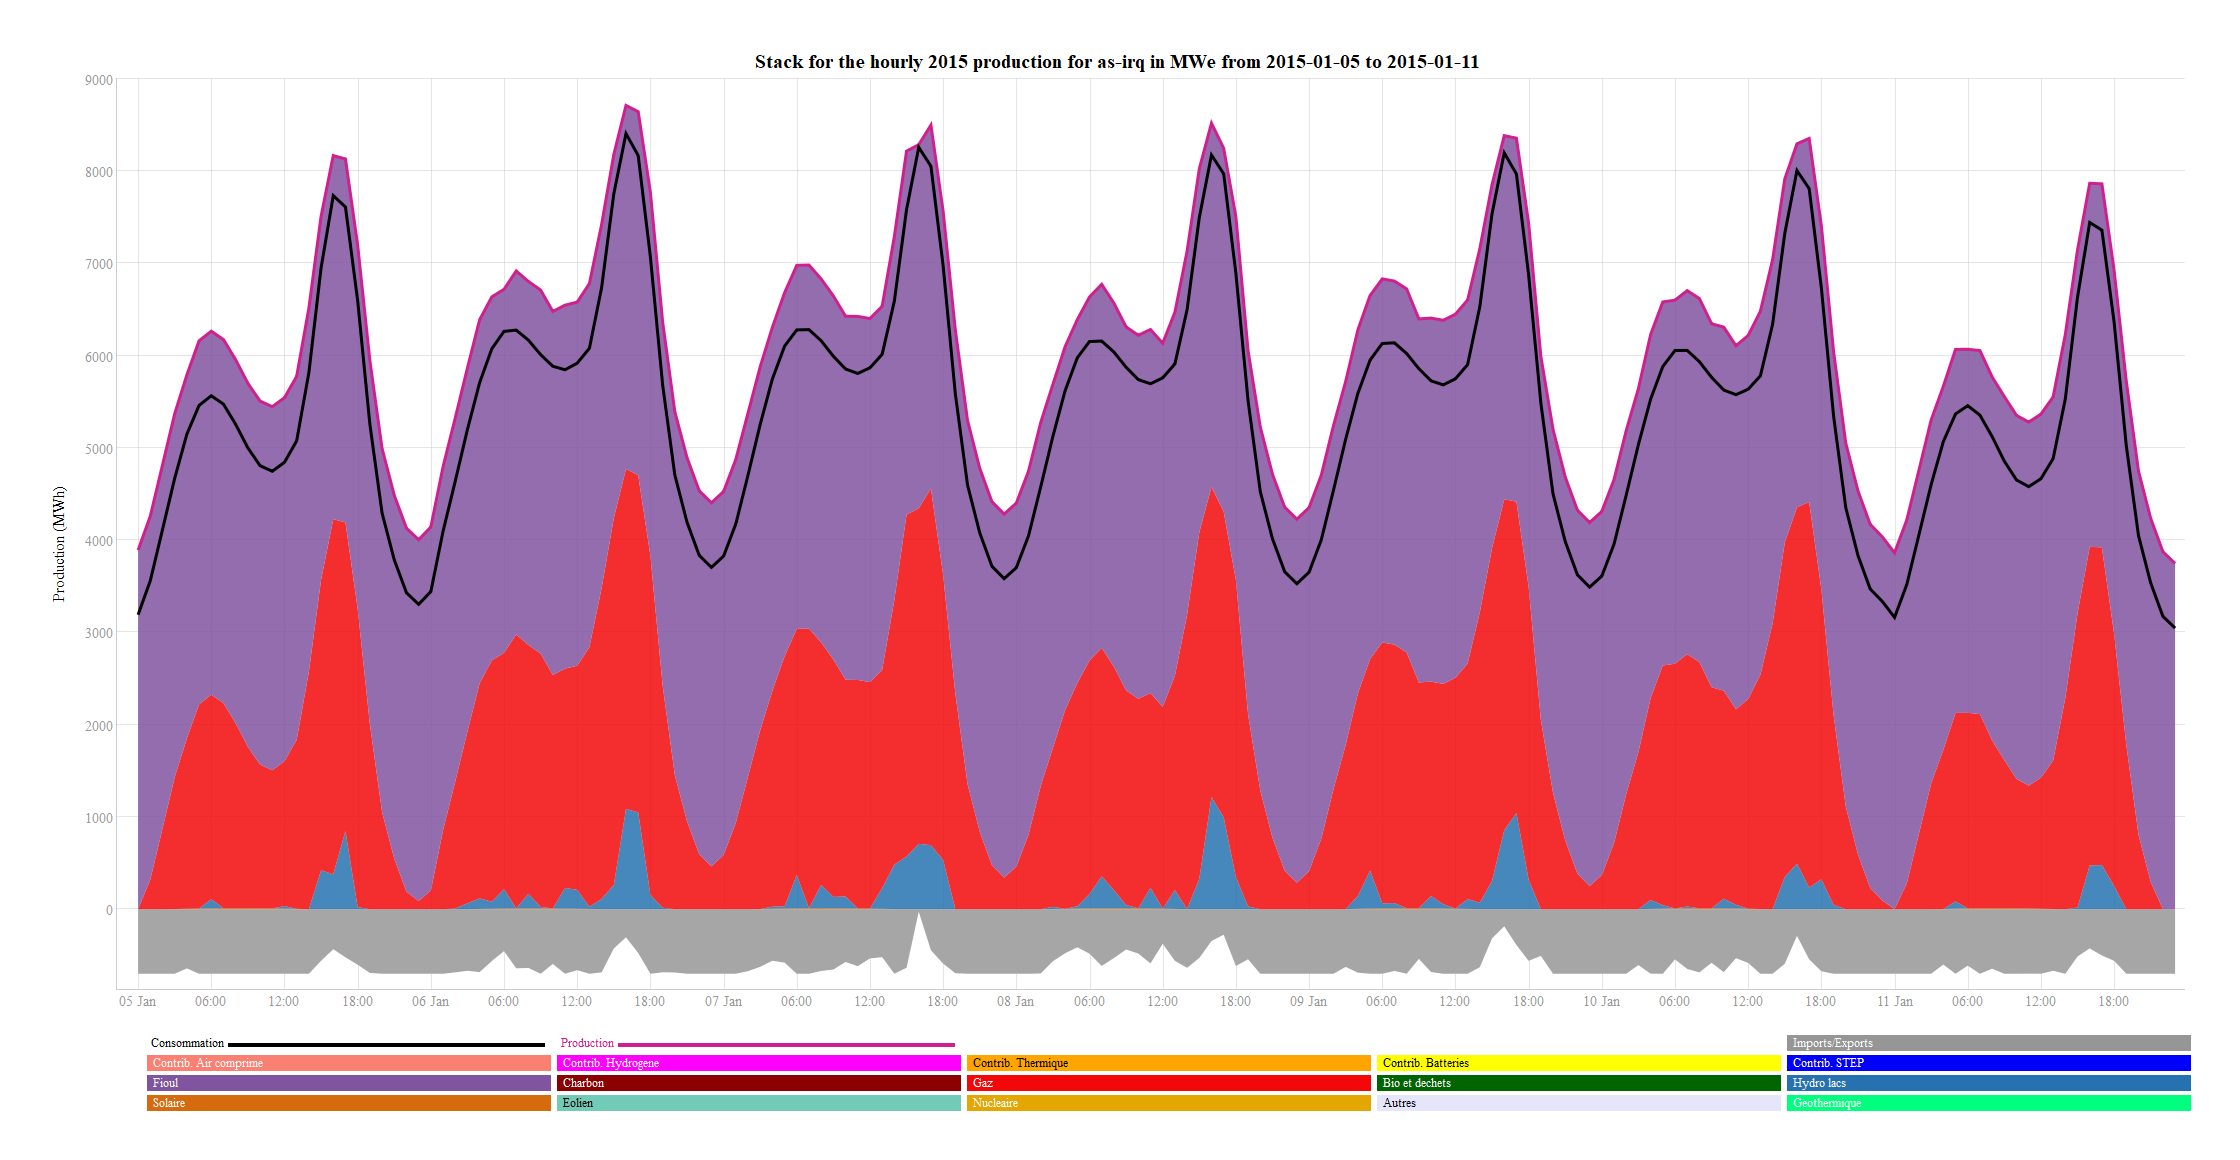 Stack for the hourly 2015 production for as-irq in MWe from 2015-01-05 to 2015-01-11
Production (MWh)
9000
8000
7000
6000
5000
4000
3000
2000
1000
0
05 Jan 06:00 12:00 18:00 06 Jan 06:00 12:00 18:00 07 Jan 06:00 12:00 18:00 08 Jan 06:00 12:00 18:00 09 Jan 06:00 12:00 18:00 10 Jan 06:00 12:00 18:00 11 Jan 06:00 12:00 18:00
Consommation Production Imports/Exports
Contrib. Air comprime Contrib. Hydrogene Contrib. Thermique Contrib. Batteries Contrib. STEP
Fioul Charbon Gaz Bio et dechets Hydro lacs
Solaire Eolien Nucleaire Autres Geothermique